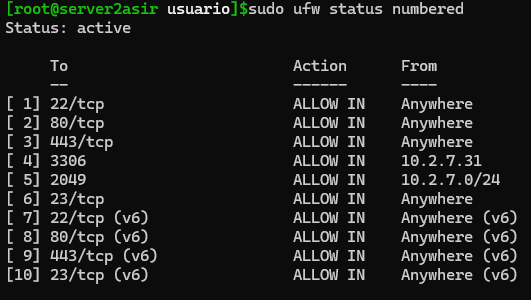 [root@server2asir usuario]$sudo ufw status numbered
Status: active

     To                         Action      From
     --                         ------      ----
[ 1] 22/tcp                     ALLOW IN    Anywhere
[ 2] 80/tcp                     ALLOW IN    Anywhere
[ 3] 443/tcp                    ALLOW IN    Anywhere
[ 4] 3306                       ALLOW IN    10.2.7.31
[ 5] 2049                       ALLOW IN    10.2.7.0/24
[ 6] 23/tcp                     ALLOW IN    Anywhere
[ 7] 22/tcp (v6)                ALLOW IN    Anywhere (v6)
[ 8] 80/tcp (v6)                ALLOW IN    Anywhere (v6)
[ 9] 443/tcp (v6)               ALLOW IN    Anywhere (v6)
[10] 23/tcp (v6)                ALLOW IN    Anywhere (v6)